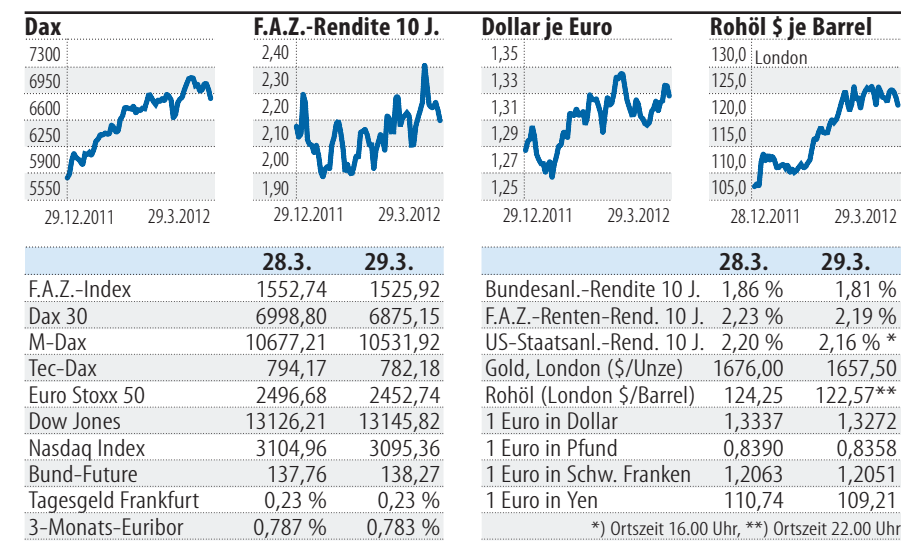 Dax
7300
6950
6600
6250
5900
5550
29.12.2011 29.3.2012
F.A.Z.-Rendite 10 J.
2,40
2,30
2,20
2,10
2,00
1,90
29.12.2011 29.3.2012
Dollar je Euro
1,35
1,33
1,31
1,29
1,27
1,25
29.12.2011 29.3.2012
Rohöl $ je Barrel
130,0 London
125,0
120,0
115,0
110,0
105,0
28.12.2011 29.3.2012
28.3. 29.3.
F.A.Z.-Index 1552,74 1525,92
Dax 30 6998,80 6875,15
M-Dax 10677,21 10531,92
Tec-Dax 794,17 782,18
Euro Stoxx 50 2496,68 2452,74
Dow Jones 13126,21 13145,82
Nasdaq Index 3104,96 3095,36
Bund-Future 137,76 138,27
Tagesgeld Frankfurt 0,23 % 0,23 %
3-Monats-Euribor 0,787 % 0,783 %
28.3. 29.3.
Bundesanl.-Rendite 10 J. 1,86 % 1,81 %
F.A.Z.-Renten-Rend. 10 J. 2,23 % 2,19 %
US-Staatsanl.-Rend. 10 J. 2,20 % 2,16 % *
Gold, London ($/Unze) 1676,00 1657,50
Rohöl (London $/Barrel) 124,25 122,57**
1 Euro in Dollar 1,3337 1,3272
1 Euro in Pfund 0,8390 0,8358
1 Euro in Schw. Franken 1,2063 1,2051
1 Euro in Yen 110,74 109,21
*) Ortszeit 16.00 Uhr, **) Ortszeit 22.00 Uhr